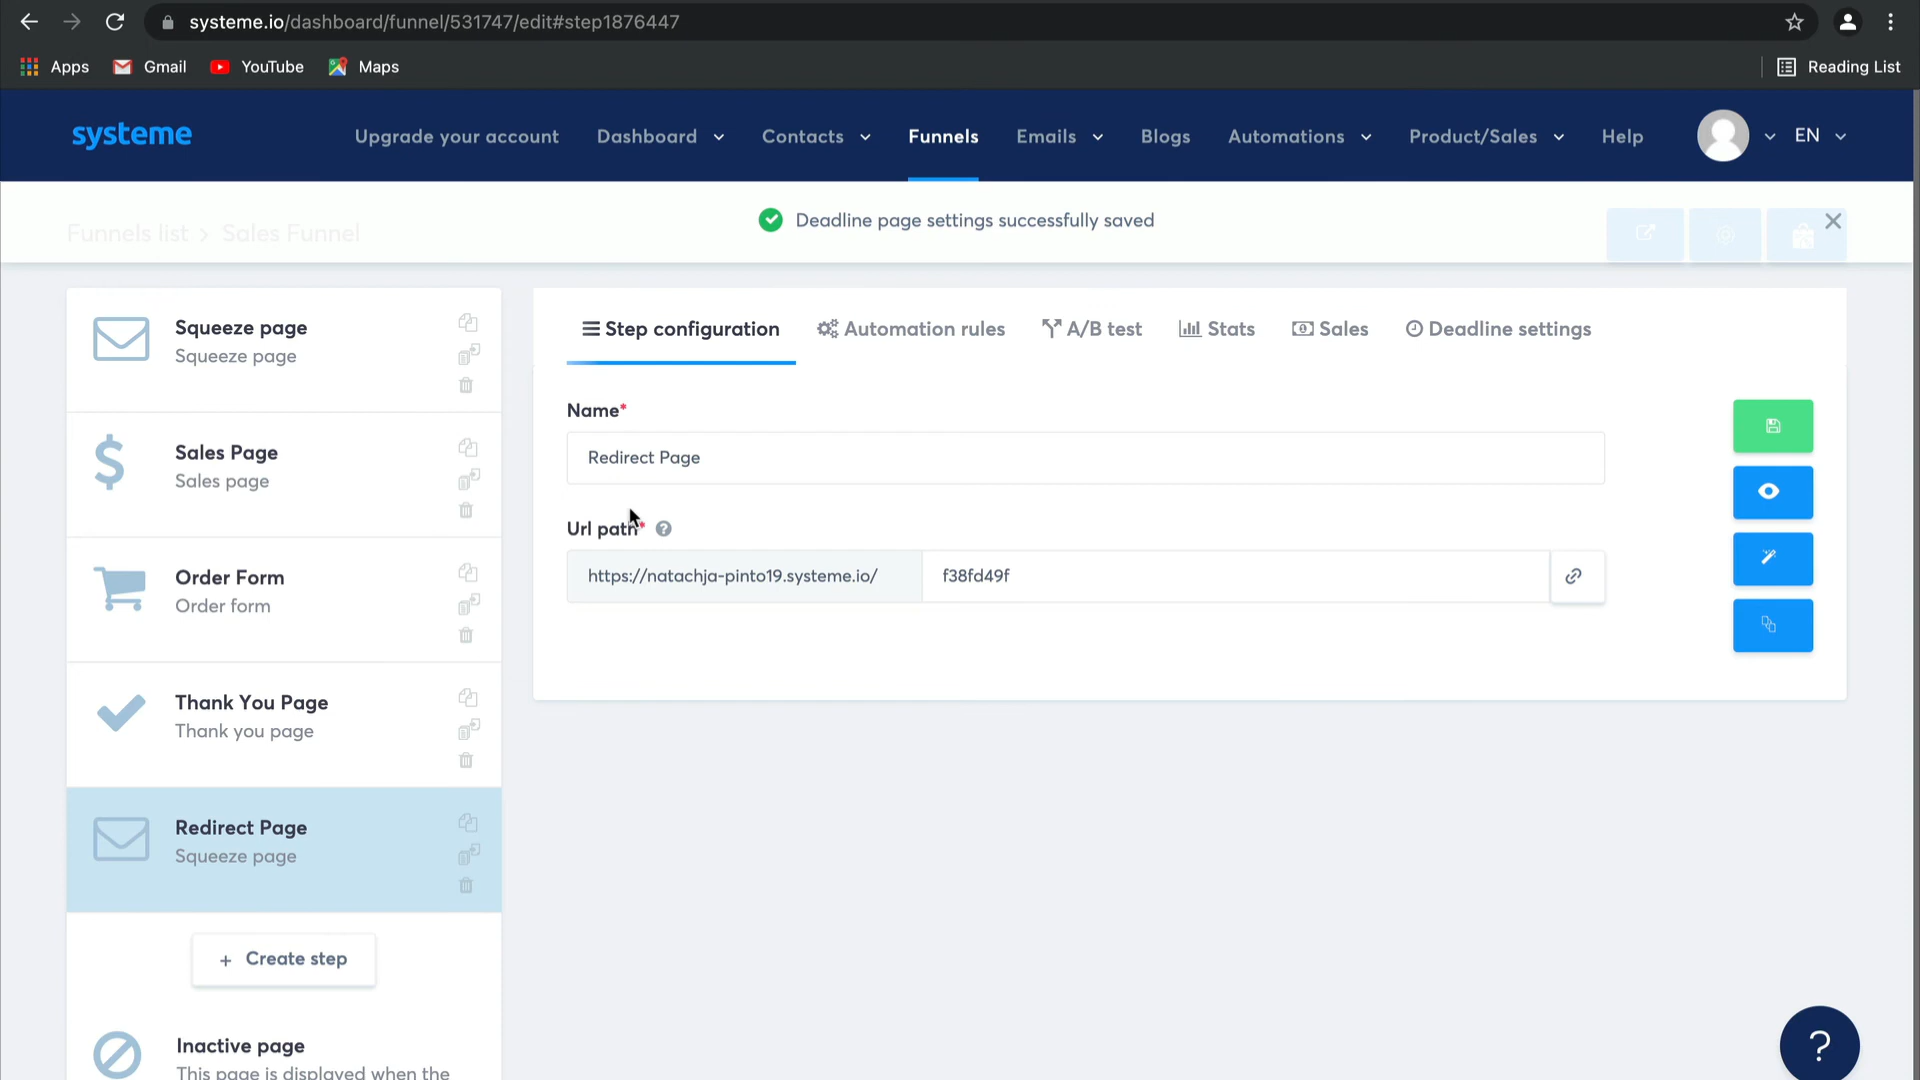 systeme.io/dashboard/funnel/531747/edit#step1876447
Apps Gmail YouTube Maps Reading List
systeme Upgrade your account Dashboard Contacts Funnels Emails Blogs Automations Product/Sales Help EN
Funnels list > Sales Funnel
Deadline page settings successfully saved
Squeeze page
Squeeze page
Sales Page
Sales page
Order Form
Order form
Thank You Page
Thank you page
Redirect Page
Squeeze page
+ Create step
Inactive page
This page is displayed when the
Step configuration Automation rules A/B test Stats Sales Deadline settings
Name*
Redirect Page
Url path* ?
https://natachja-pinto19.systeme.io/ f38fd49f
?